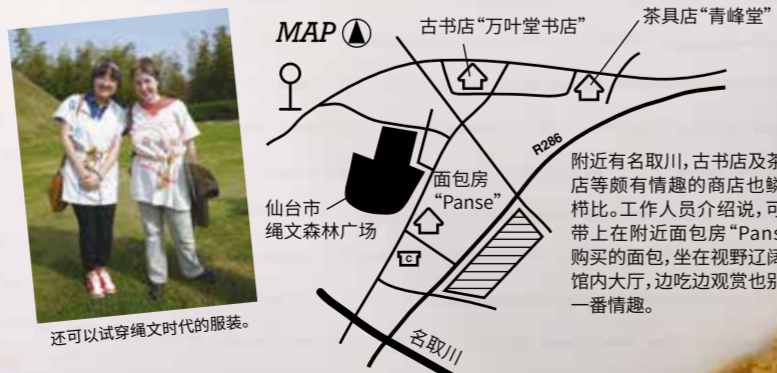 还可以试穿绳文时代的服装。
MAP
古书店“万叶堂书店”
茶具店“青峰堂”
R286
面包房
“Panse”
仙台市
绳文森林广场
C
名取川
附近有名取川，古书店及茶
店等颇有情趣的商店也鳞
栉比。工作人员介绍说，可
带上在附近面包房“Pans
购买的面包，坐在视野辽阔
馆内大厅，边吃边观赏也别
一番情趣。